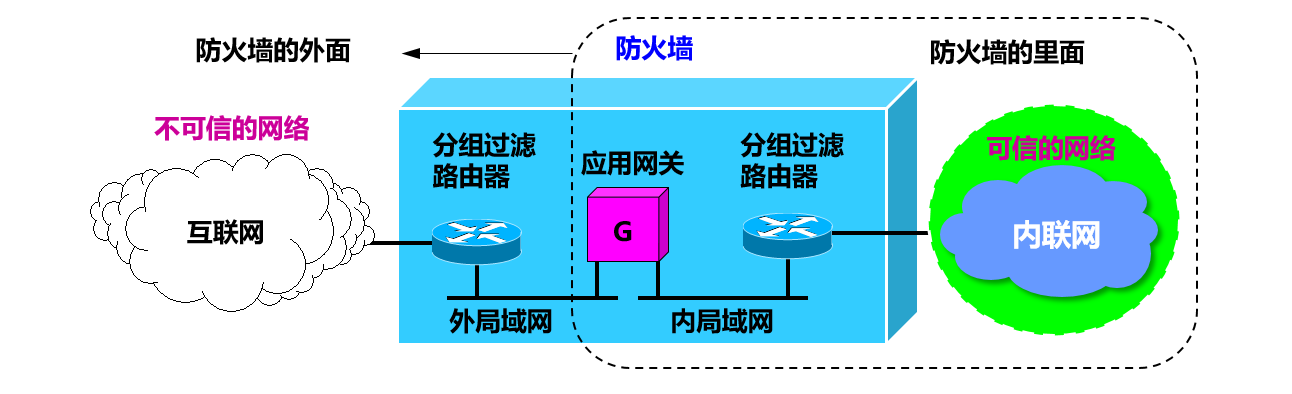 防火墙的外面
防火墙
防火墙的里面
不可信的网络
分组过滤
路由器
应用网关
分组过滤
路由器
可信的网络
互联网
G
内联网
外局域网
内局域网